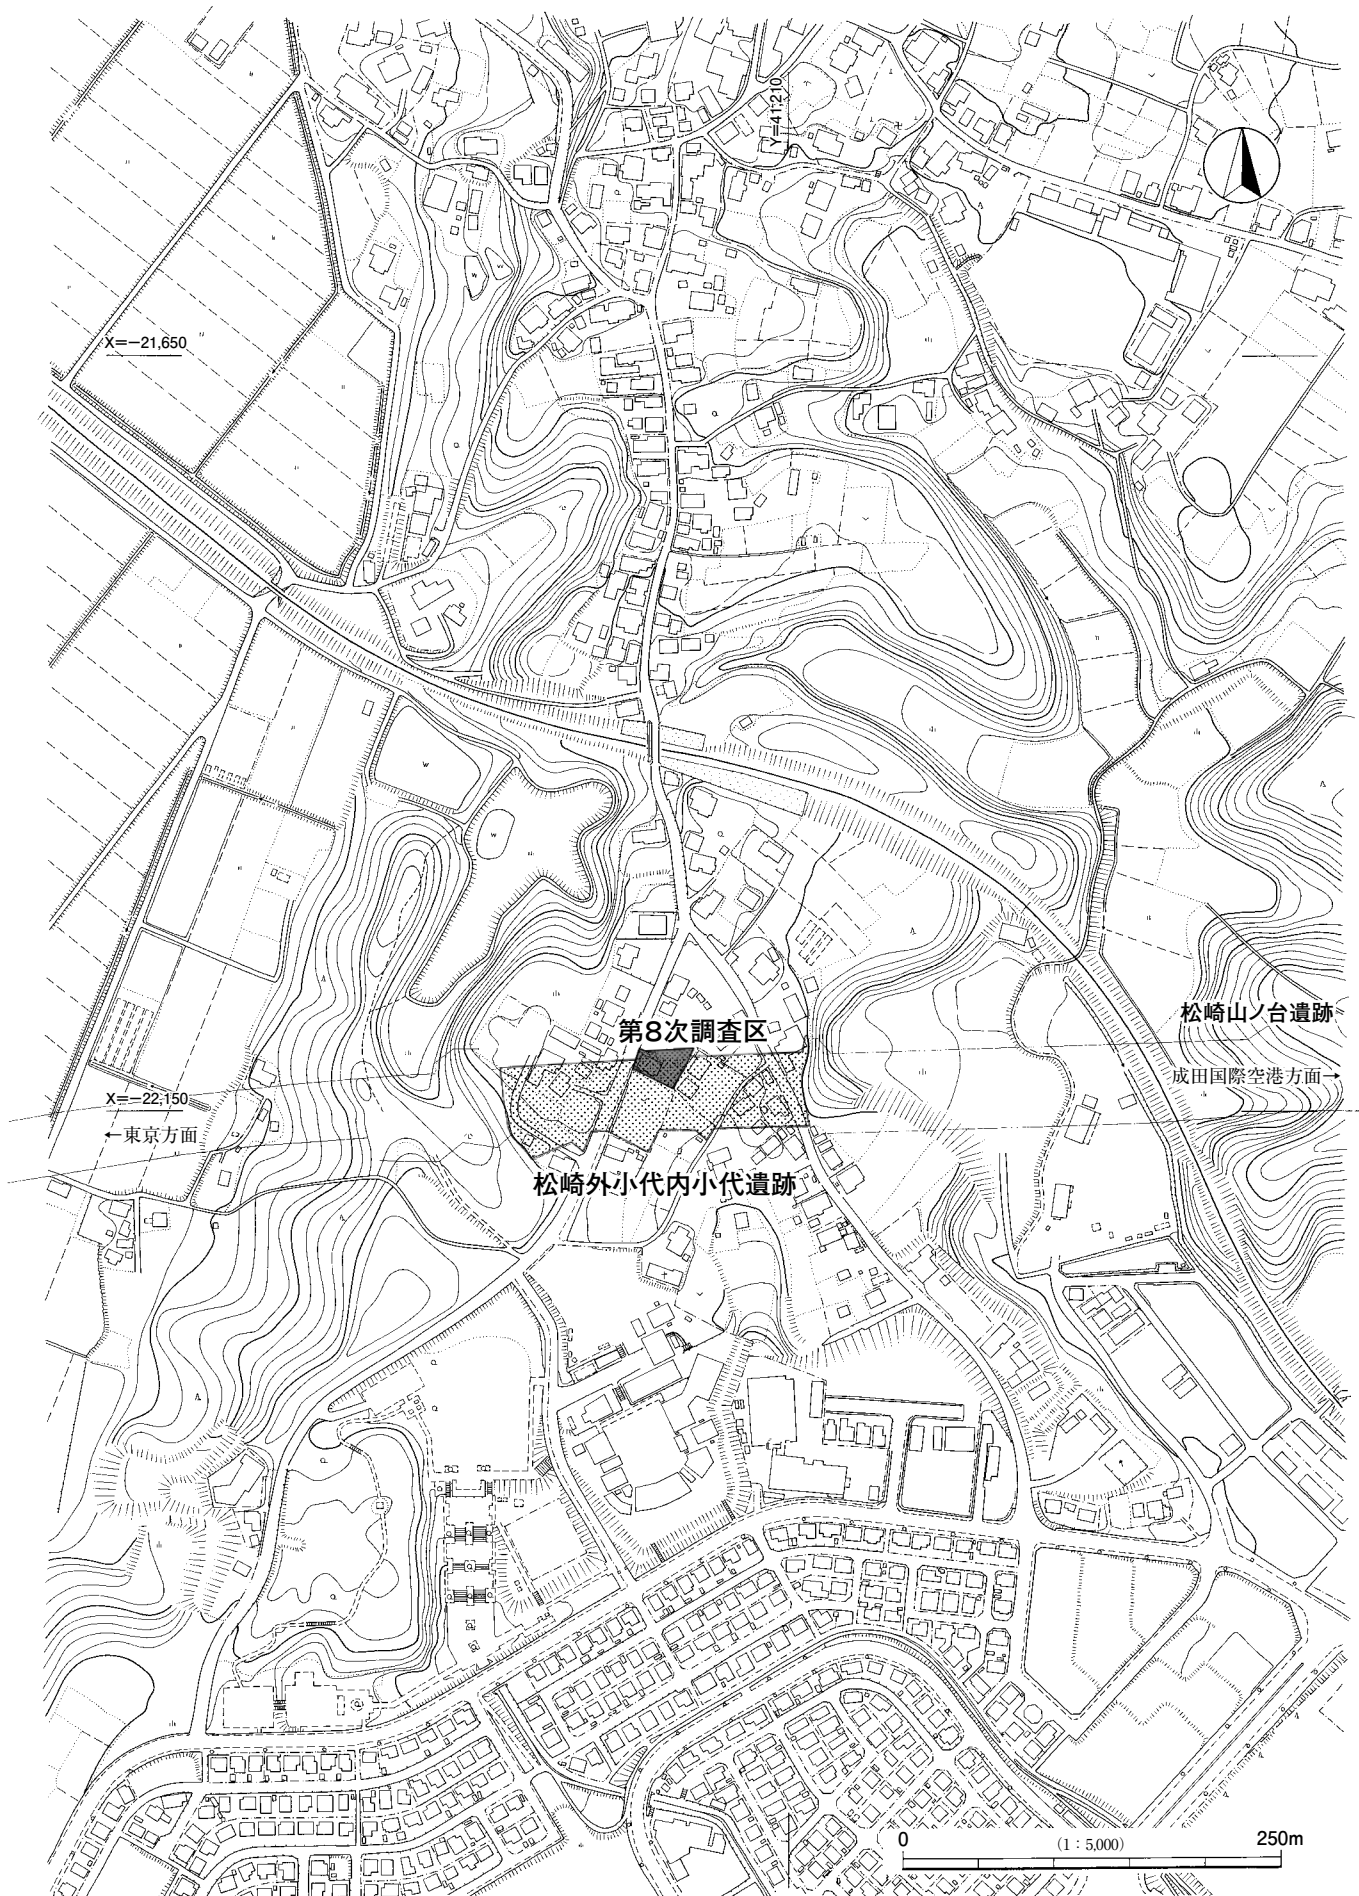 Y=41,210
X=−21,650
松崎山ノ台遺跡
第8次調査区
成田国際空港方面→
X=−22,150
←東京方面
松崎外小代内小代遺跡
0 (1:5,000) 250m